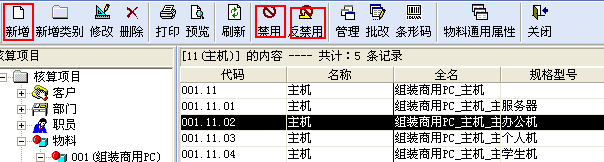 新增 新增类别 修改 删除 打印 预览 刷新 禁用 反禁用 管理 批改 条形码 物料通用属性 关闭
核算项目
客户
部门
职员
物料
001(组装商用PC)
[11(主机)] 的内容 ---- 共计:5 条记录
代码 名称 全名 规格型号
001.11 主机 组装商用PC_主机
001.11.01 主机 组装商用PC_主机_主 服务器
001.11.02 主机 组装商用PC_主机_主 办公机
001.11.03 主机 组装商用PC_主机_主 个人机
001.11.04 主机 组装商用PC_主机_主 学生机